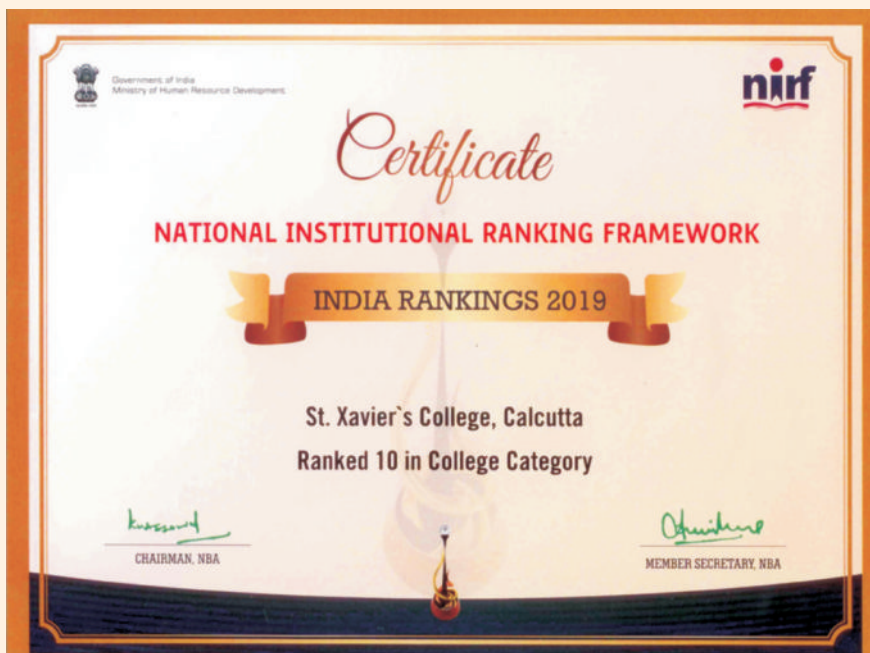 Government of India
Ministry of Human Resource Development
nirf
Certificate
NATIONAL INSTITUTIONAL RANKING FRAMEWORK
INDIA RANKINGS 2019
St. Xavier`s College, Calcutta
Ranked 10 in College Category
CHAIRMAN, NBA
MEMBER SECRETARY, NBA